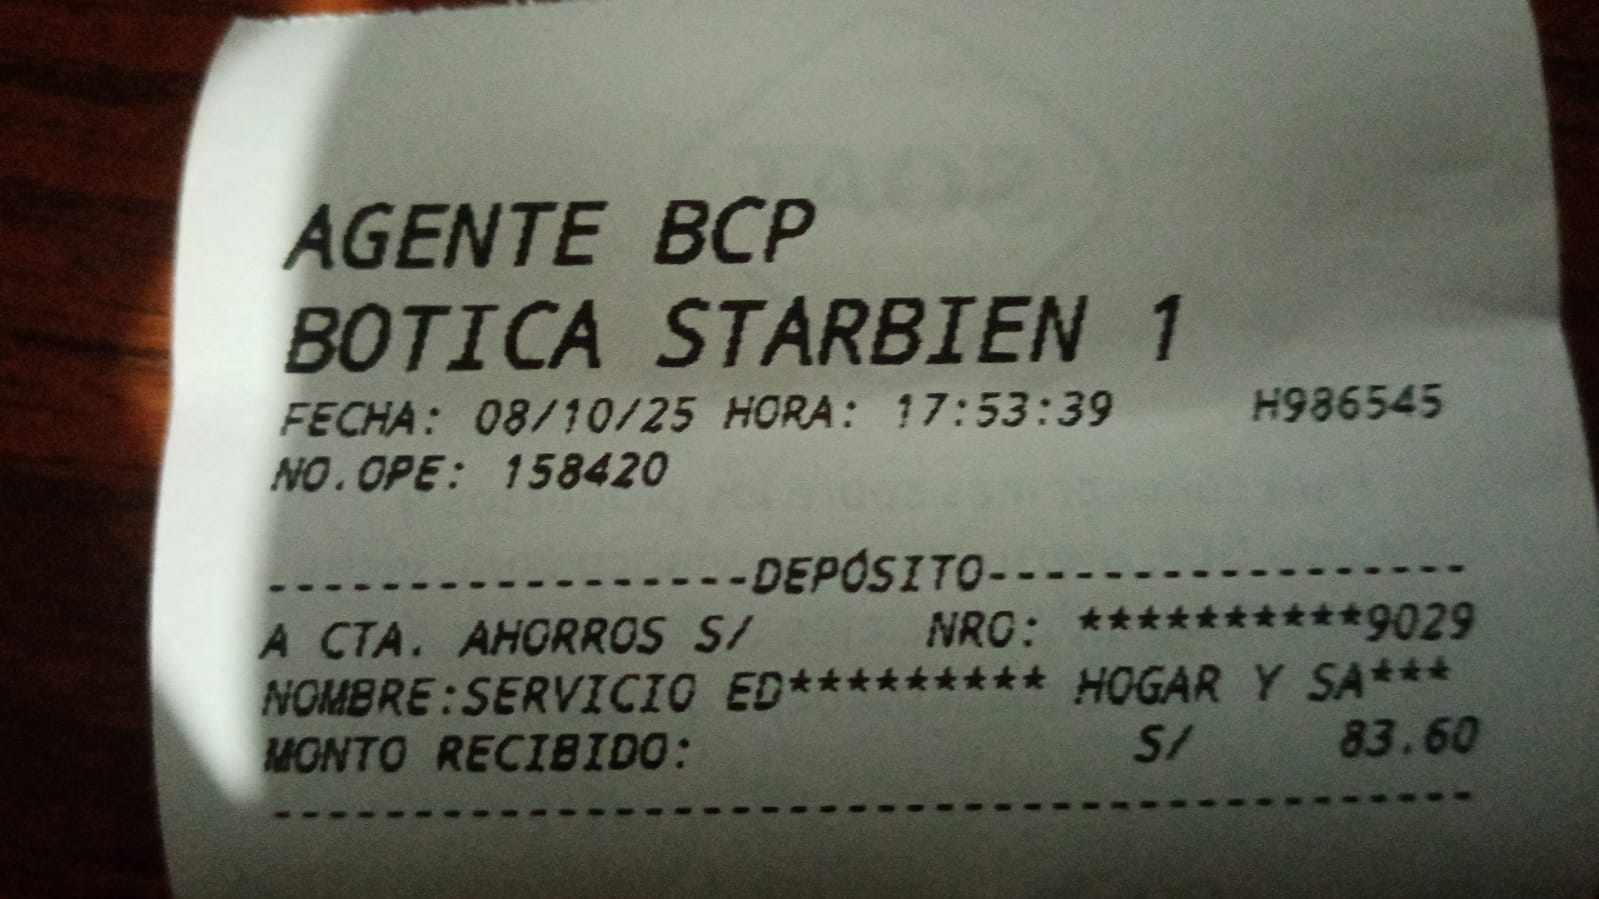 AGENTE BCP
BOTICA STARBIEN 1
FECHA: 08/10/25 HORA: 17:53:39 H986545
NO.OPE: 158420
------------------DEPÓSITO------------------
A CTA. AHORROS S/ NRO: **********9029
NOMBRE:SERVICIO ED********* HOGAR Y SA***
MONTO RECIBIDO: S/ 83.60
--------------------------------------------